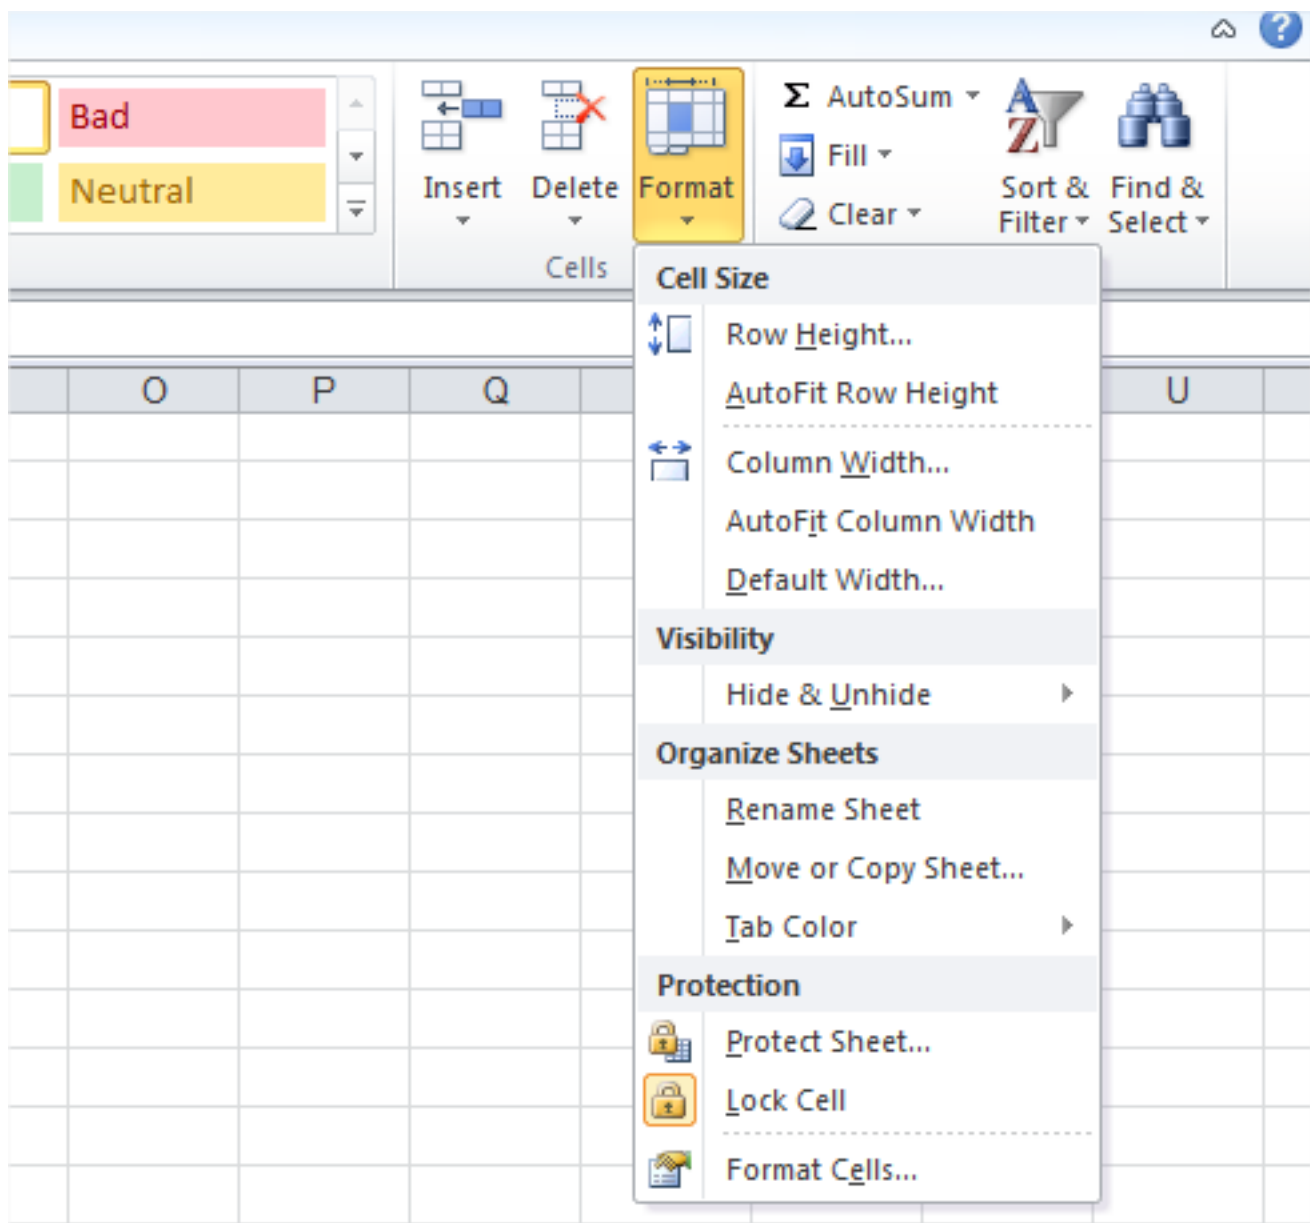 ?
Bad
Neutral
Insert
Delete
Format
Cells
Σ AutoSum
Fill
Clear
A
Z
Sort &
Filter
Find &
Select
Cell Size
Row Height...
AutoFit Row Height
Column Width...
AutoFit Column Width
Default Width...
Visibility
Hide & Unhide
Organize Sheets
Rename Sheet
Move or Copy Sheet...
Tab Color
Protection
Protect Sheet...
Lock Cell
Format Cells...
O P Q U